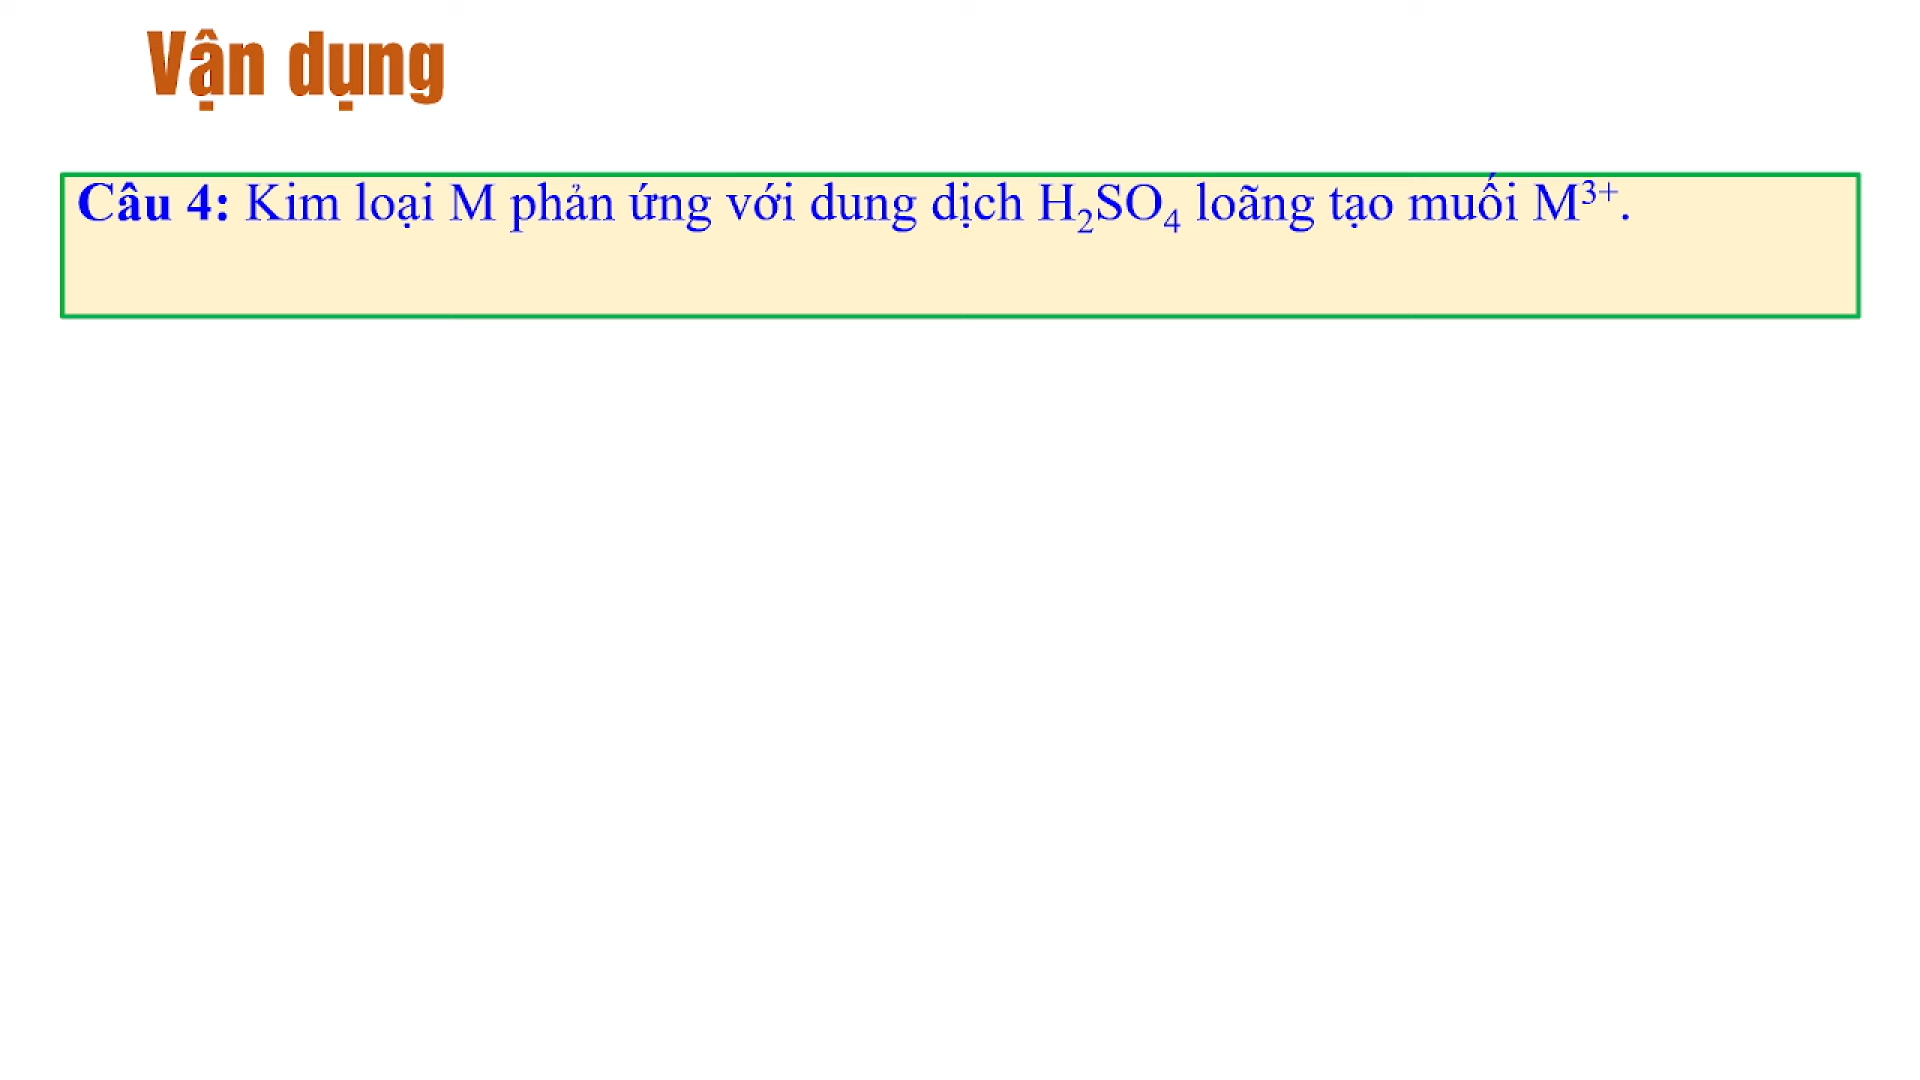 Vận dụng
Câu 4: Kim loại M phản ứng với dung dịch H₂SO₄ loãng tạo muối M³⁺.